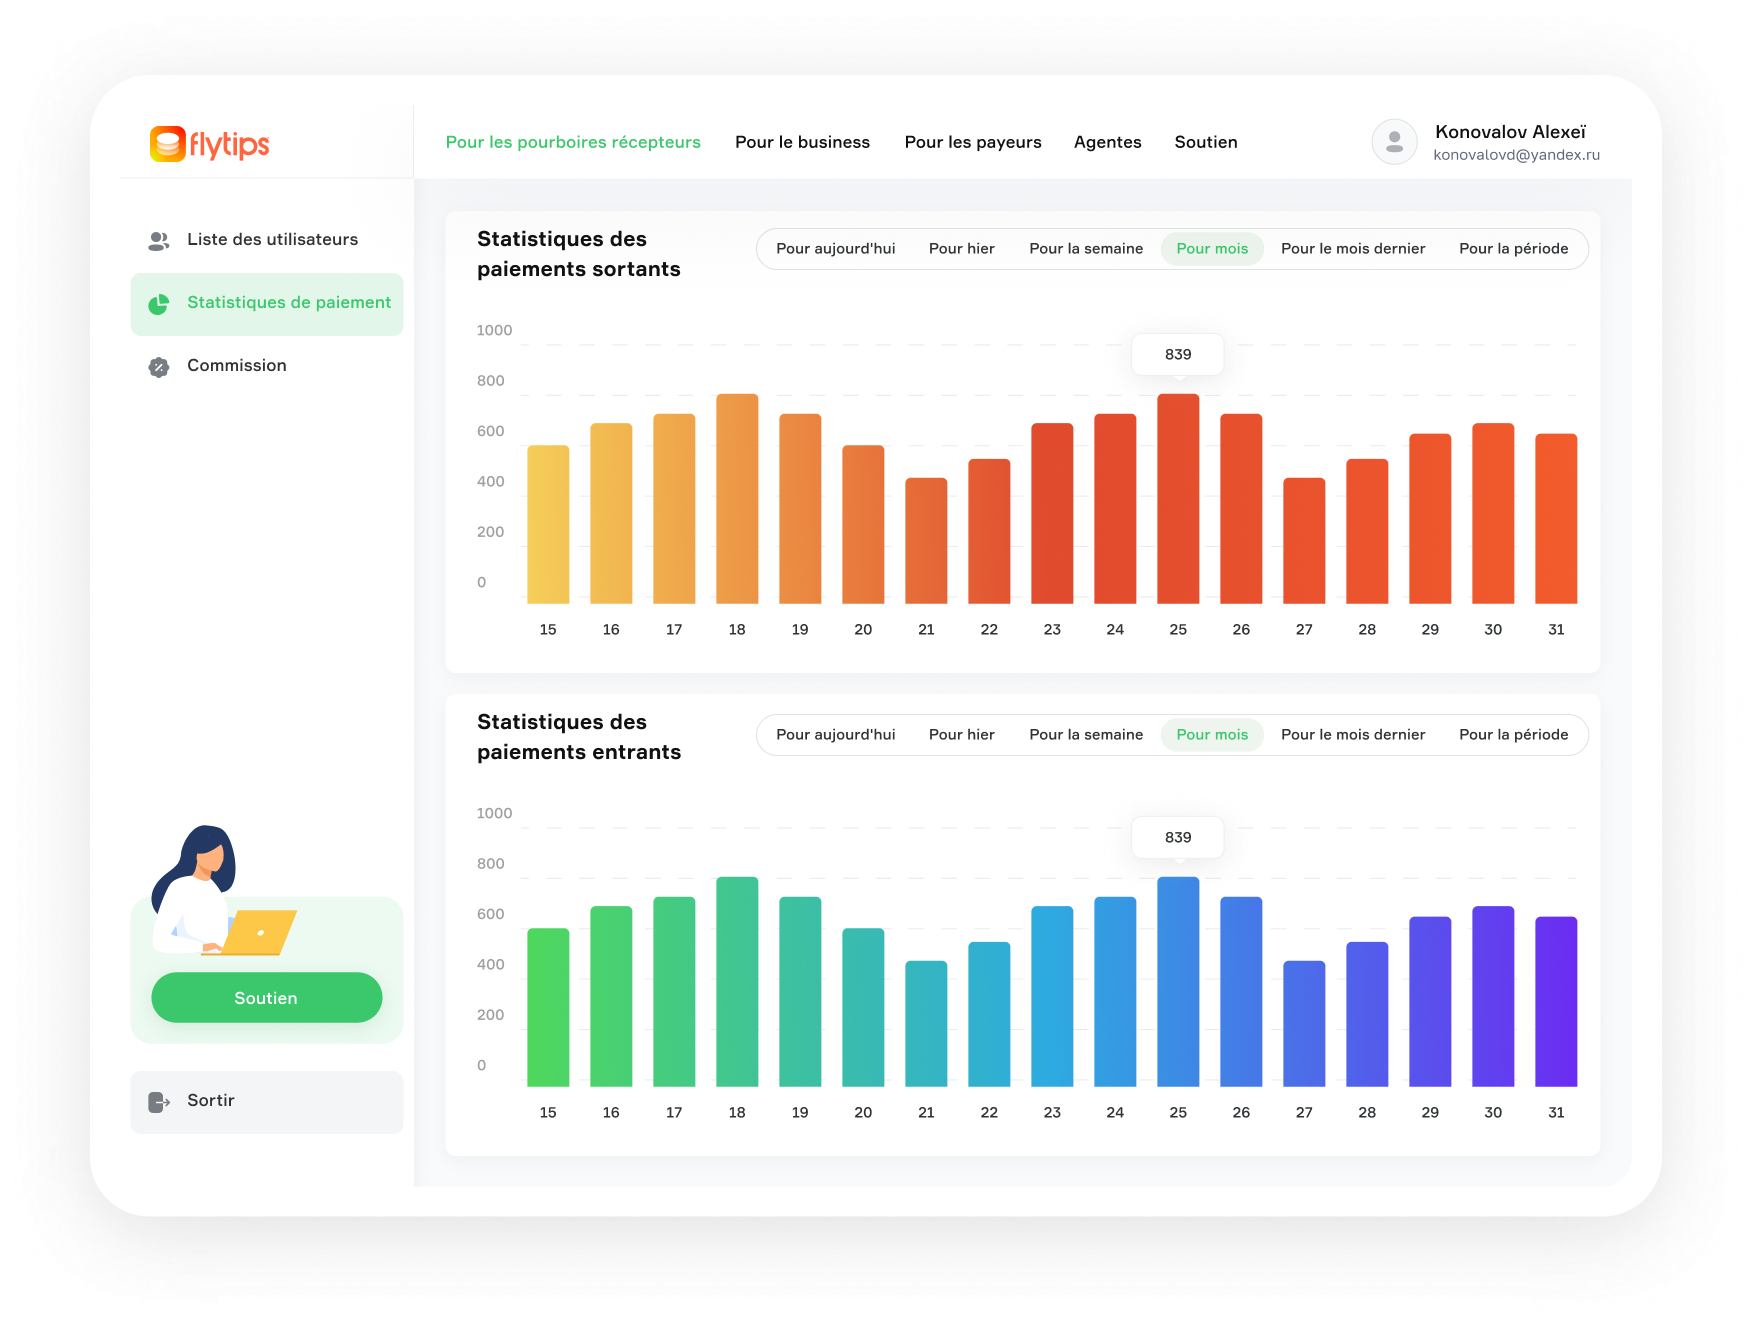 flytips
Pour les pourboires récepteurs
Pour le business
Pour les payeurs
Agentes
Soutien
Konovalov Alexeï
konovalovd@yandex.ru
Liste des utilisateurs
Statistiques de paiement
Commission
Soutien
Sortir
Statistiques des
paiements sortants
Pour aujourd'hui
Pour hier
Pour la semaine
Pour mois
Pour le mois dernier
Pour la période
1000
800
600
400
200
0
839
15 16 17 18 19 20 21 22 23 24 25 26 27 28 29 30 31
Statistiques des
paiements entrants
Pour aujourd'hui
Pour hier
Pour la semaine
Pour mois
Pour le mois dernier
Pour la période
1000
800
600
400
200
0
839
15 16 17 18 19 20 21 22 23 24 25 26 27 28 29 30 31